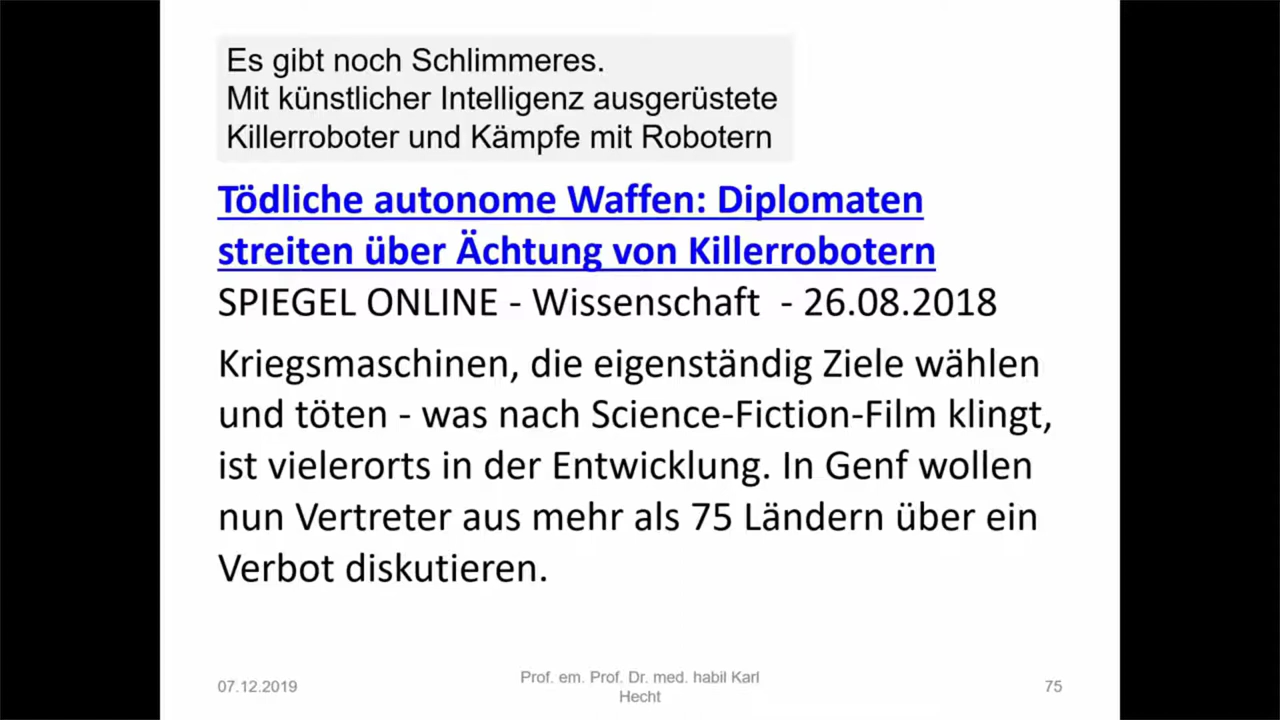 Es gibt noch Schlimmeres.
Mit künstlicher Intelligenz ausgerüstete
Killerroboter und Kämpfe mit Robotern
Tödliche autonome Waffen: Diplomaten
streiten über Ächtung von Killerrobotern
SPIEGEL ONLINE - Wissenschaft - 26.08.2018
Kriegsmaschinen, die eigenständig Ziele wählen
und töten - was nach Science-Fiction-Film klingt,
ist vielerorts in der Entwicklung. In Genf wollen
nun Vertreter aus mehr als 75 Ländern über ein
Verbot diskutieren.
07.12.2019
Prof. em. Prof. Dr. med. habil Karl
Hecht
75